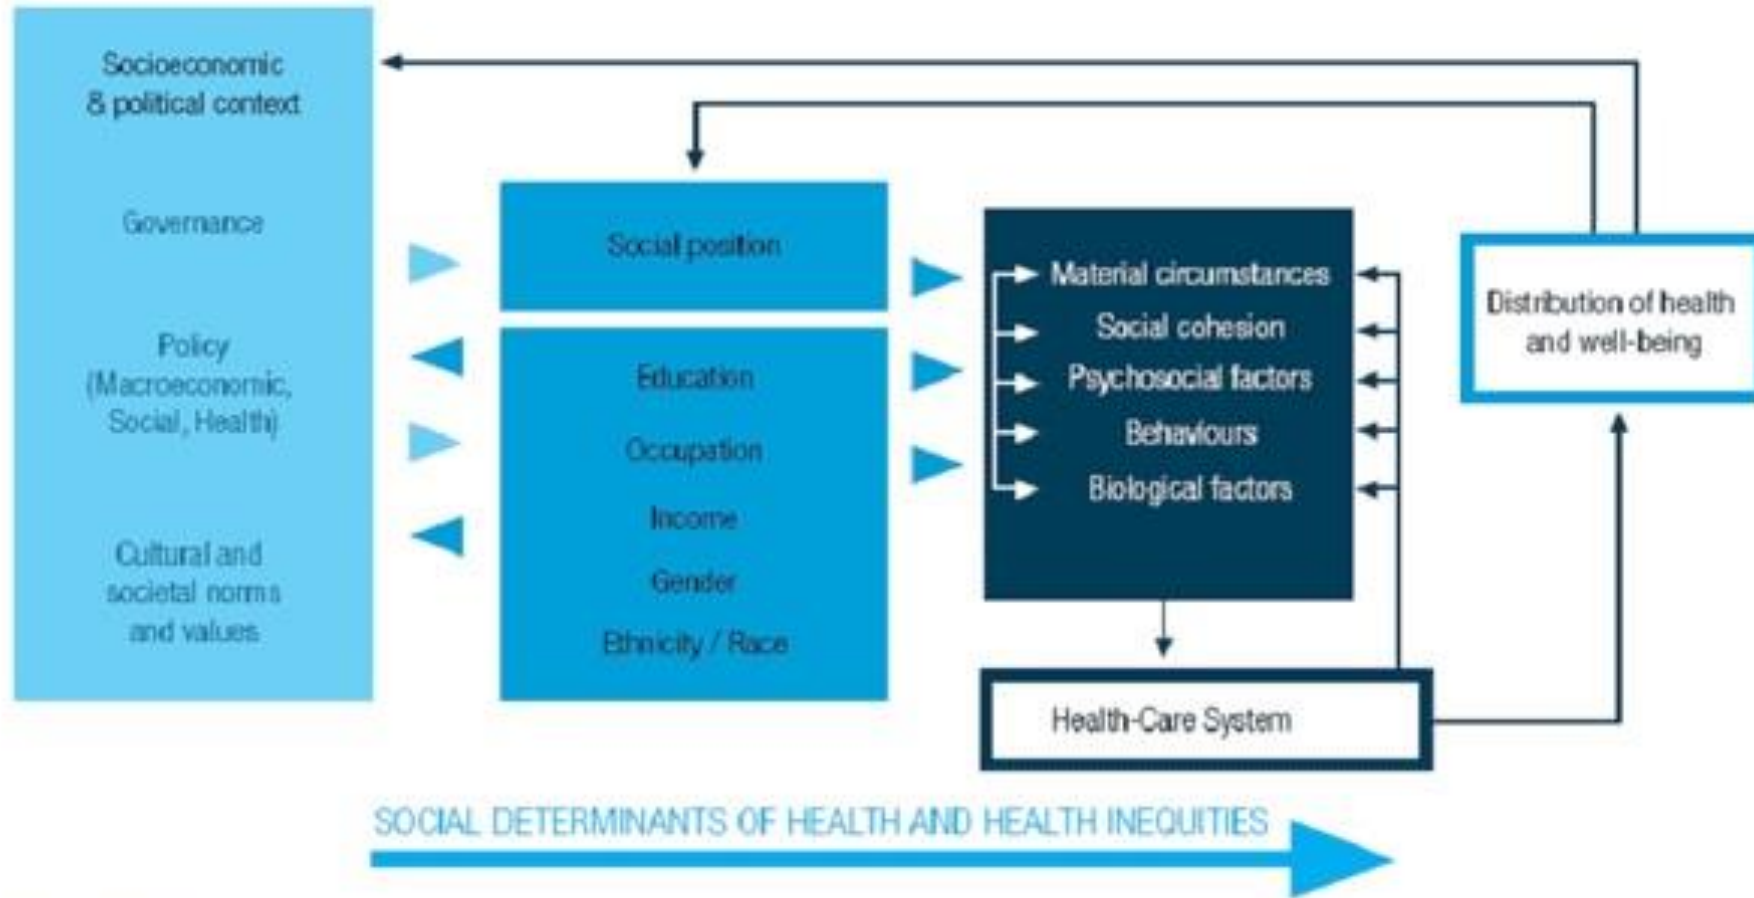 Socioeconomic
& political context
Governance
Policy
(Macroeconomic,
Social, Health)
Cultural and
societal norms
and values
Social position
Education
Occupation
Income
Gender
Ethnicity / Race
Material circumstances
Social cohesion
Psychosocial factors
Behaviours
Biological factors
Health-Care System
Distribution of health
and well-being
SOCIAL DETERMINANTS OF HEALTH AND HEALTH INEQUITIES